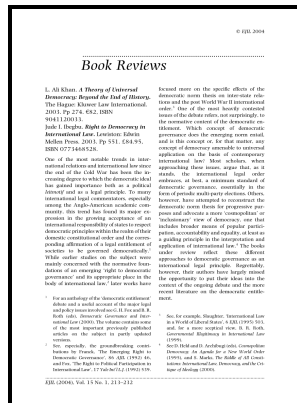 © EJIL 2004
Book Reviews
L. Ali Khan. A Theory of Universal
Democracy: Beyond the End of History.
The Hague: Kluwer Law International.
2003. Pp 274. €82. ISBN
9041120033.
Jude I. Ibegbu. Right to Democracy in
International Law. Lewiston: Edwin
Mellen Press. 2003. Pp 551. £84.95.
ISBN 0773468528.
One of the most notable trends in inter-
national relations and international law since
the end of the Cold War has been the in-
creasing degree to which the democratic ideal
has gained importance both as a political
leitmotif and as a legal principle. To many
international legal commentators, especially
among the Anglo-American academic com-
munity, this trend has found its major ex-
pression in the growing acceptance of an
international responsibility of states to respect
democratic principles within the realm of their
domestic constitutional order and the corres-
ponding affirmation of a legal entitlement of
societies to be governed democratically.¹
While earlier studies on the subject were
mainly concerned with the normative founda-
tions of an emerging 'right to democratic
governance' and its appropriate place in the
body of international law,² later works have
¹ For an anthology of the 'democratic entitlement'
debate and a useful account of the major legal
and policy issues involved see G. H. Fox and B. R.
Roth (eds), Democratic Governance and Inter-
national Law (2000). The volume contains some
of the most important previously published
articles on the subject in partly updated
versions.
² See, especially, the groundbreaking contri-
butions by Franck, 'The Emerging Right to
Democratic Governance', 86 AJIL (1992) 46,
and Fox, 'The Right to Political Participation in
International Law', 17 Yale Int'l L.J. (1992) 539.
focused more on the specific effects of the
democratic norm thesis on inter-state rela-
tions and the post World War II international
order.³ One of the most heavily contested
issues of the debate refers, not surprisingly, to
the normative content of the democratic en-
titlement. Which concept of democratic
governance does the emerging norm entail,
and is this concept or, for that matter, any
concept of democracy amenable to universal
application on the basis of contemporary
international law? Most scholars, when
approaching these issues, argue that, as it
stands, the international legal order
embraces, at best, a minimal standard of
democratic governance, essentially in the
form of periodic multi-party elections. Others,
however, have attempted to reconstruct the
democratic norm thesis for progressive pur-
poses and advocate a more 'cosmopolitan' or
'inclusionary' view of democracy, one that
includes broader means of popular partici-
pation, accountability and equality, at least as
a guiding principle in the interpretation and
application of international law.⁴ The books
under review reflect these different
approaches to democratic governance as an
international legal principle. Regrettably,
however, their authors have largely missed
the opportunity to put their ideas into the
context of the ongoing debate and the more
recent literature on the democratic entitle-
ment.
³ See, for example, Slaughter, 'International Law
in a World of Liberal States', 6 EJIL (1995) 503,
and, for a more sceptical view, B. R. Roth,
Governmental Illegitimacy in International Law
(1999).
⁴ See D. Held and D. Archibugi (eds), Cosmopolitan
Democracy: An Agenda for a New World Order
(1995), and S. Marks, The Riddle of All Consti-
tutions: International Law, Democracy, and the Cri-
tique of Ideology (2000).
EJIL (2004), Vol. 15 No. 1, 213–232